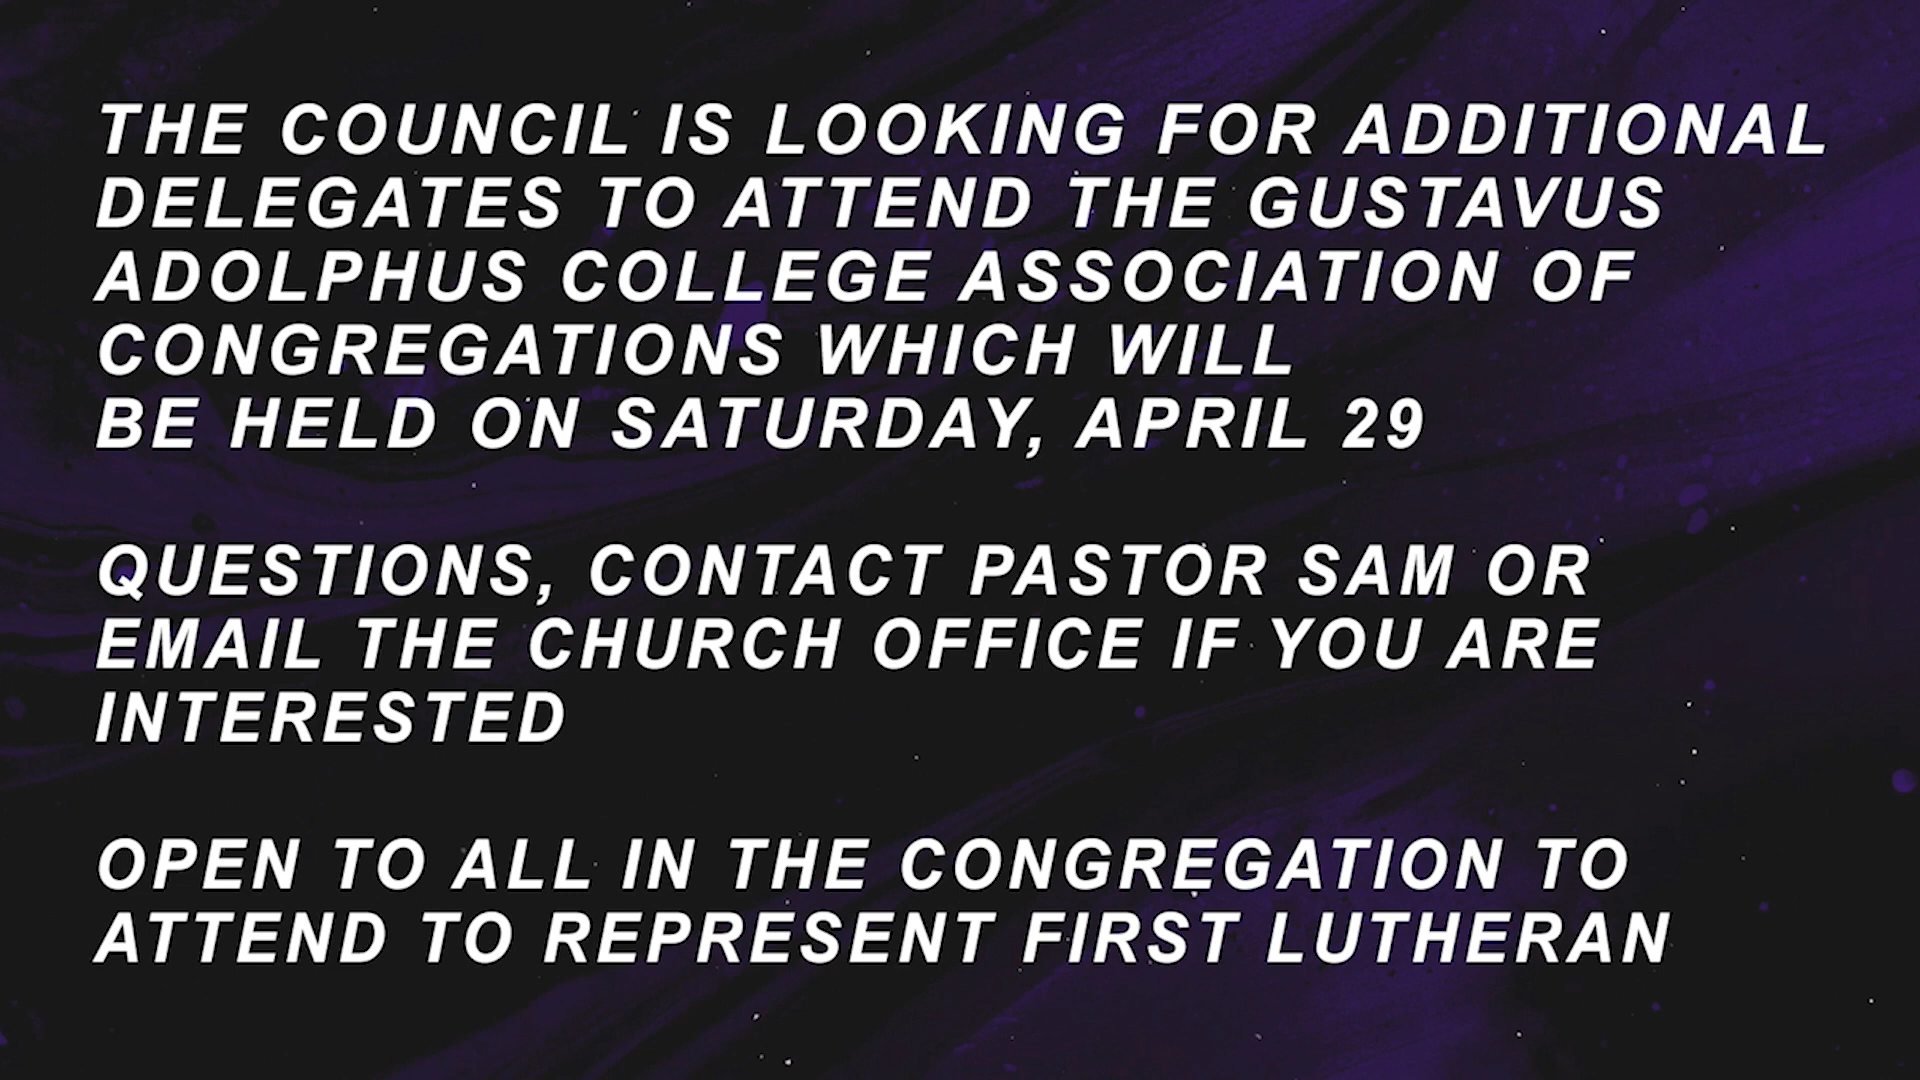 THE COUNCIL IS LOOKING FOR ADDITIONAL
DELEGATES TO ATTEND THE GUSTAVUS
ADOLPHUS COLLEGE ASSOCIATION OF
CONGREGATIONS WHICH WILL
BE HELD ON SATURDAY, APRIL 29
QUESTIONS, CONTACT PASTOR SAM OR
EMAIL THE CHURCH OFFICE IF YOU ARE
INTERESTED
OPEN TO ALL IN THE CONGREGATION TO
ATTEND TO REPRESENT FIRST LUTHERAN